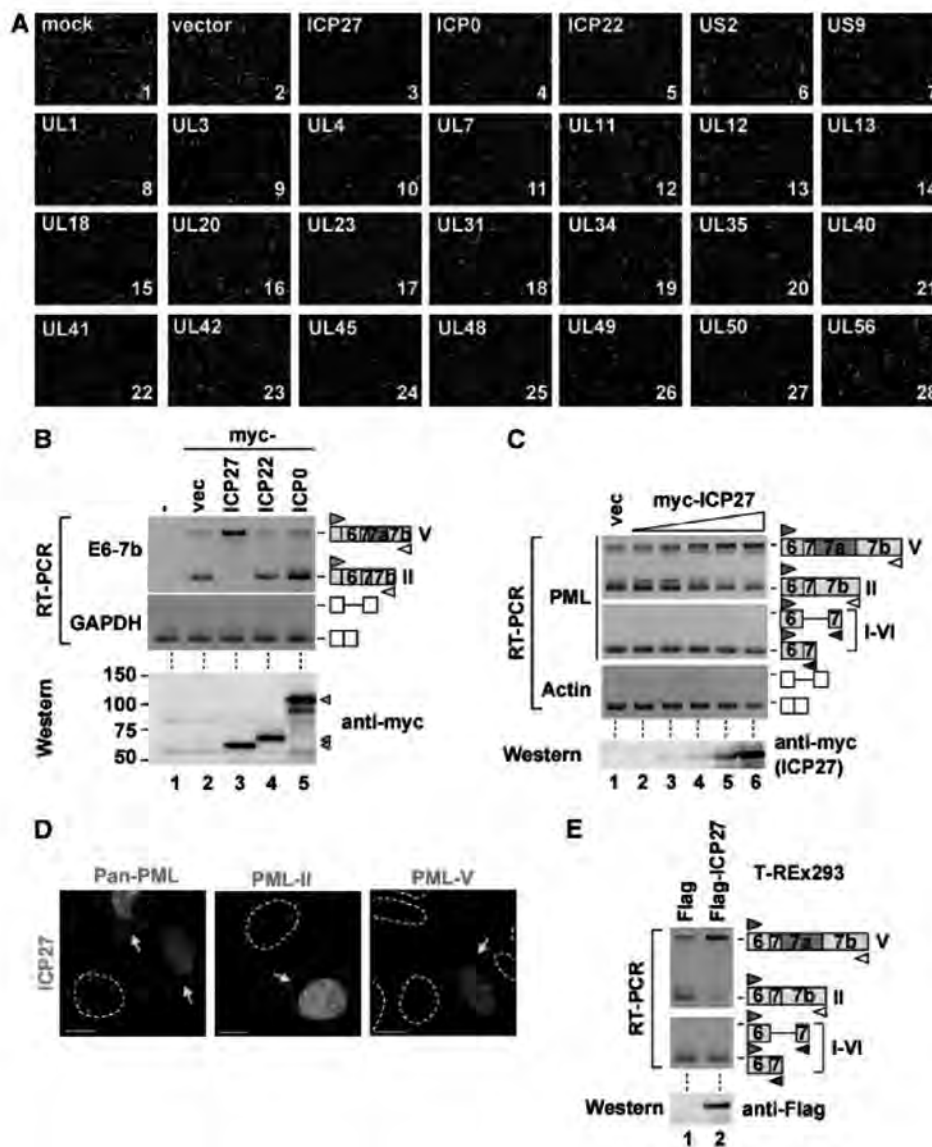 A
mock vector ICP27 ICP0 ICP22 US2 US9
1 2 3 4 5 6 7
UL1 UL3 UL4 UL7 UL11 UL12 UL13
8 9 10 11 12 13 14
UL18 UL20 UL23 UL31 UL34 UL35 UL40
15 16 17 18 19 20 21
UL41 UL42 UL45 UL48 UL49 UL50 UL56
22 23 24 25 26 27 28
B
myc-
- vec ICP27 ICP22 ICP0
RT-PCR
E6-7b
6 7 7a 7b V
6 7 7b II
GAPDH
Western
150
100
75
50
anti-myc
1 2 3 4 5
C
vec myc-ICP27
RT-PCR
PML
6 7 7a 7b V
6 7 7b II
6 7
6 7
I-VI
Actin
Western
anti-myc
(ICP27)
1 2 3 4 5 6
D
Pan-PML PML-II PML-V
ICP27
E
Flag Flag-ICP27
T-REx293
RT-PCR
6 7 7a 7b V
6 7 7b II
6 7
6 7
I-VI
Western
anti-Flag
1 2